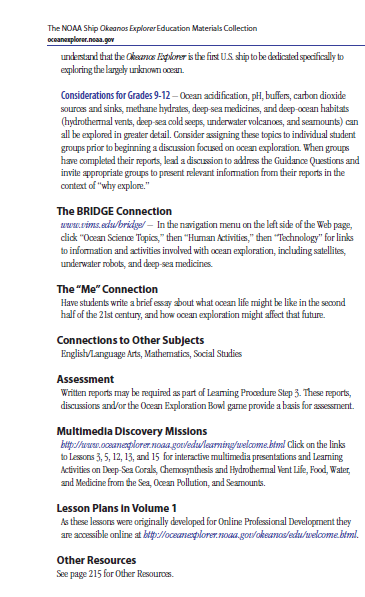 The NOAA Ship Okeanos Explorer Education Materials Collection
oceanexplorer.noaa.gov
understand that the Okeanos Explorer is the first U.S. ship to be dedicated specifically to
exploring the largely unknown ocean.
Considerations for Grades 9-12 — Ocean acidification, pH, buffers, carbon dioxide
sources and sinks, methane hydrates, deep-sea medicines, and deep-ocean habitats
(hydrothermal vents, deep-sea cold seeps, underwater volcanoes, and seamounts) can
all be explored in greater detail. Consider assigning these topics to individual student
groups prior to beginning a discussion focused on ocean exploration. When groups
have completed their reports, lead a discussion to address the Guidance Questions and
invite appropriate groups to present relevant information from their reports in the
context of “why explore.”
The BRIDGE Connection
www.vims.edu/bridge/ — In the navigation menu on the left side of the Web page,
click “Ocean Science Topics,” then “Human Activities,” then “Technology” for links
to information and activities involved with ocean exploration, including satellites,
underwater robots, and deep-sea medicines.
The “Me” Connection
Have students write a brief essay about what ocean life might be like in the second
half of the 21st century, and how ocean exploration might affect that future.
Connections to Other Subjects
English/Language Arts, Mathematics, Social Studies
Assessment
Written reports may be required as part of Learning Procedure Step 3. These reports,
discussions and/or the Ocean Exploration Bowl game provide a basis for assessment.
Multimedia Discovery Missions
http://www.oceanexplorer.noaa.gov/edu/learning/welcome.html Click on the links
to Lessons 3, 5, 12, 13, and 15 for interactive multimedia presentations and Learning
Activities on Deep-Sea Corals, Chemosynthesis and Hydrothermal Vent Life, Food, Water,
and Medicine from the Sea, Ocean Pollution, and Seamounts.
Lesson Plans in Volume 1
As these lessons were originally developed for Online Professional Development they
are accessible online at http://oceanexplorer.noaa.gov/okeanos/edu/welcome.html.
Other Resources
See page 215 for Other Resources.